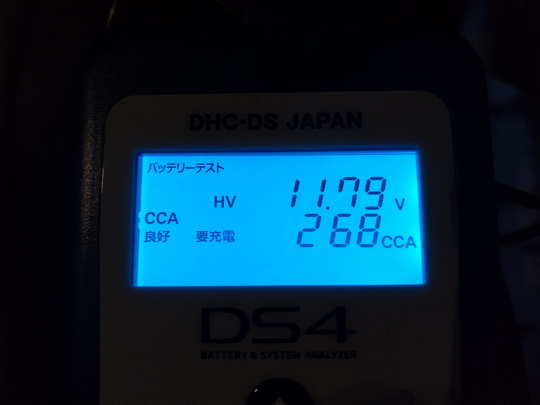 DHC-DS JAPAN
バッテリーテスト
HV 11.79 V
CCA 268 CCA
良好 要充電
DS4
BATTERY & SYSTEM ANALYZER